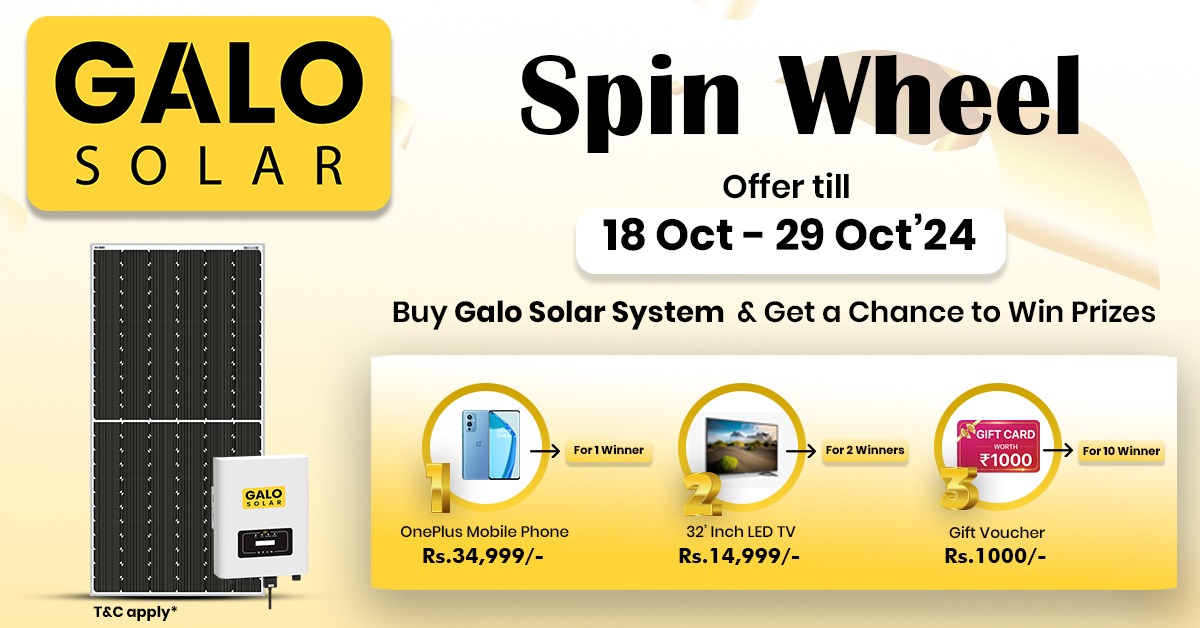 GALO
SOLAR
Spin Wheel
Offer till
18 Oct - 29 Oct'24
Buy Galo Solar System & Get a Chance to Win Prizes
1
For 1 Winner
OnePlus Mobile Phone
Rs.34,999/-
2
For 2 Winners
32' Inch LED TV
Rs.14,999/-
GIFT CARD
WORTH
₹1000
3
For 10 Winner
Gift Voucher
Rs.1000/-
GALO
SOLAR
T&C apply*